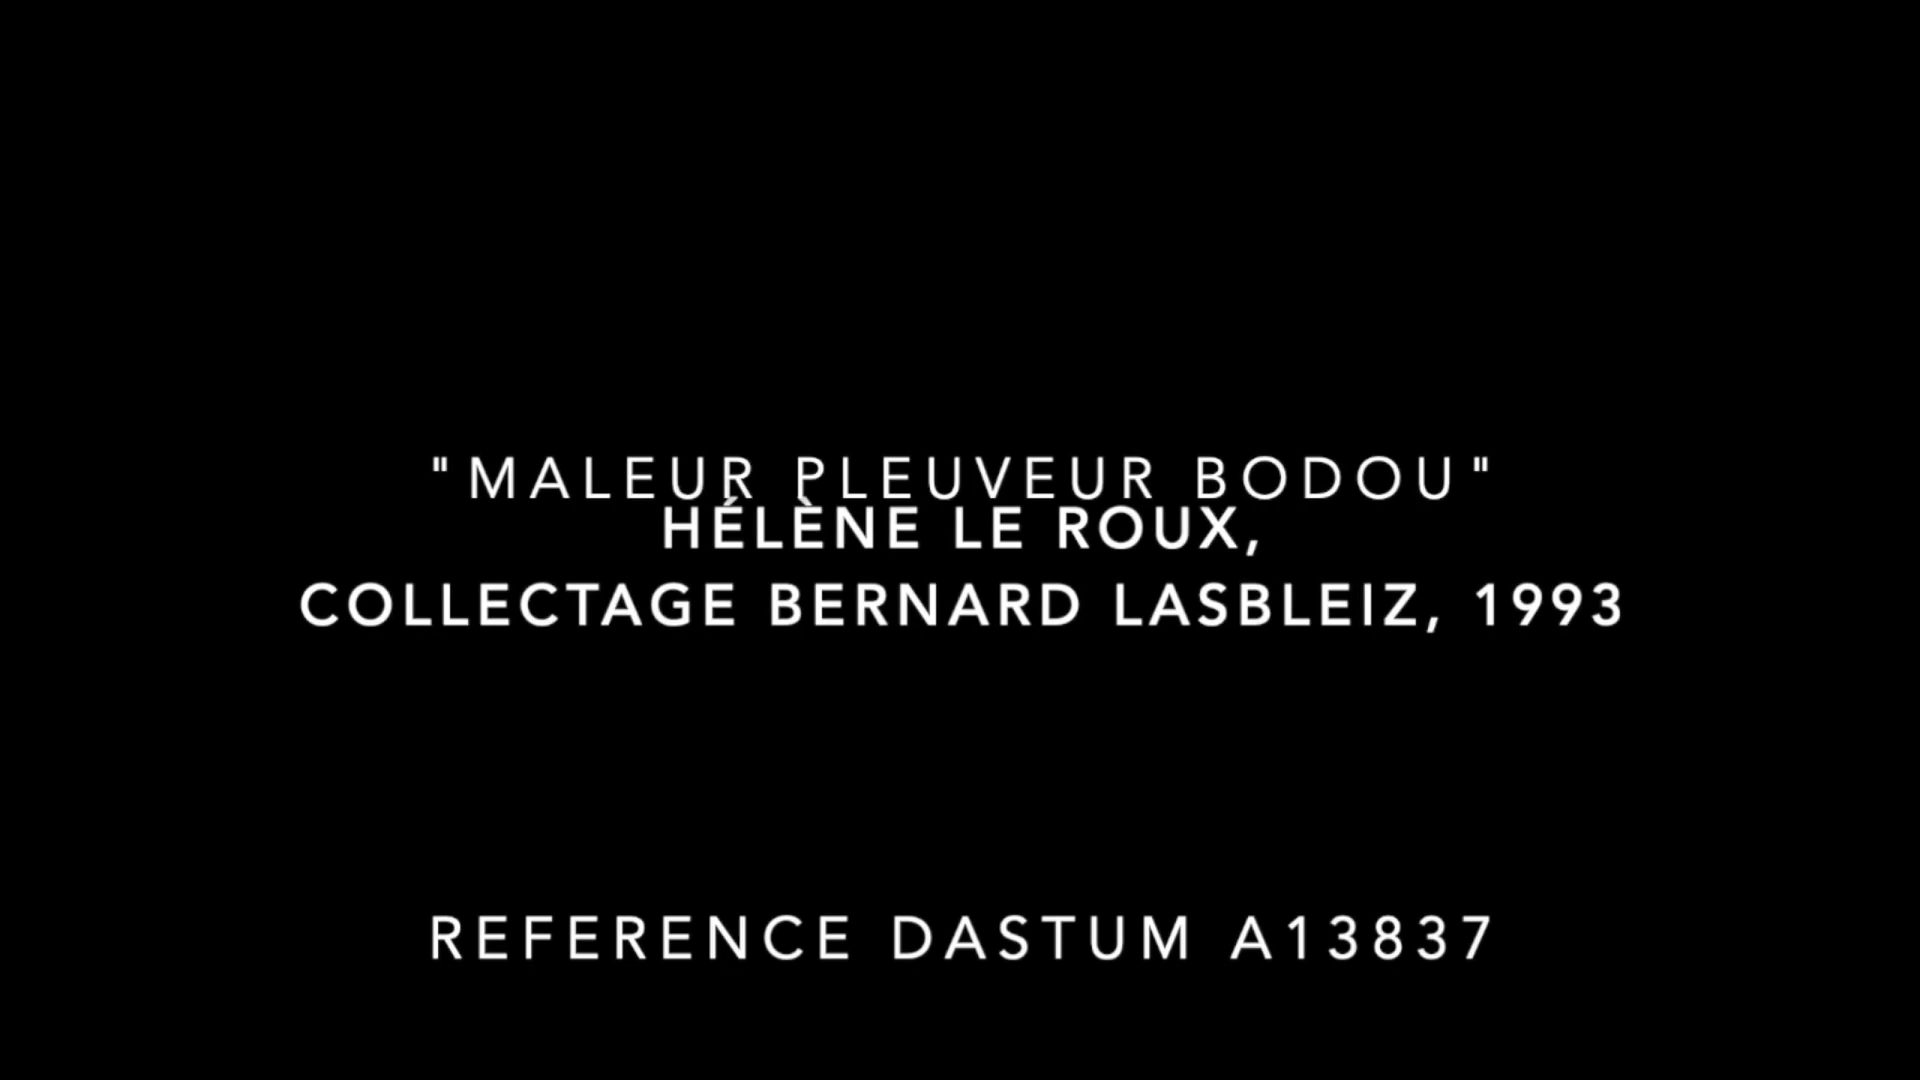 "MALEUR PLEUVEUR BODOU"
HÉLÈNE LE ROUX,
COLLECTAGE BERNARD LASBLEIZ, 1993
REFERENCE DASTUM A13837